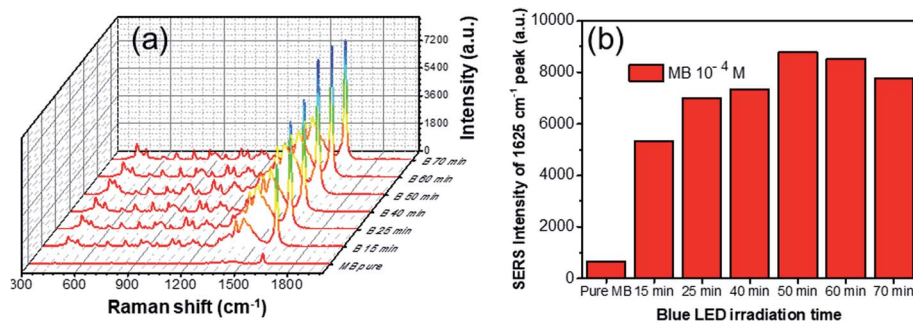 (a)
7200
5400
3600
1800
0
Intensity (a.u.)
B 70 min
B 60 min
B 50 min
B 40 min
B 25 min
B 15 min
MB pure
300 600 900 1200 1500 1800
Raman shift (cm-1)
(b)
10000
8000
6000
4000
2000
0
SERS Intensity of 1625 cm-1 peak (a.u.)
MB 10-4 M
Pure MB 15 min 25 min 40 min 50 min 60 min 70 min
Blue LED irradiation time